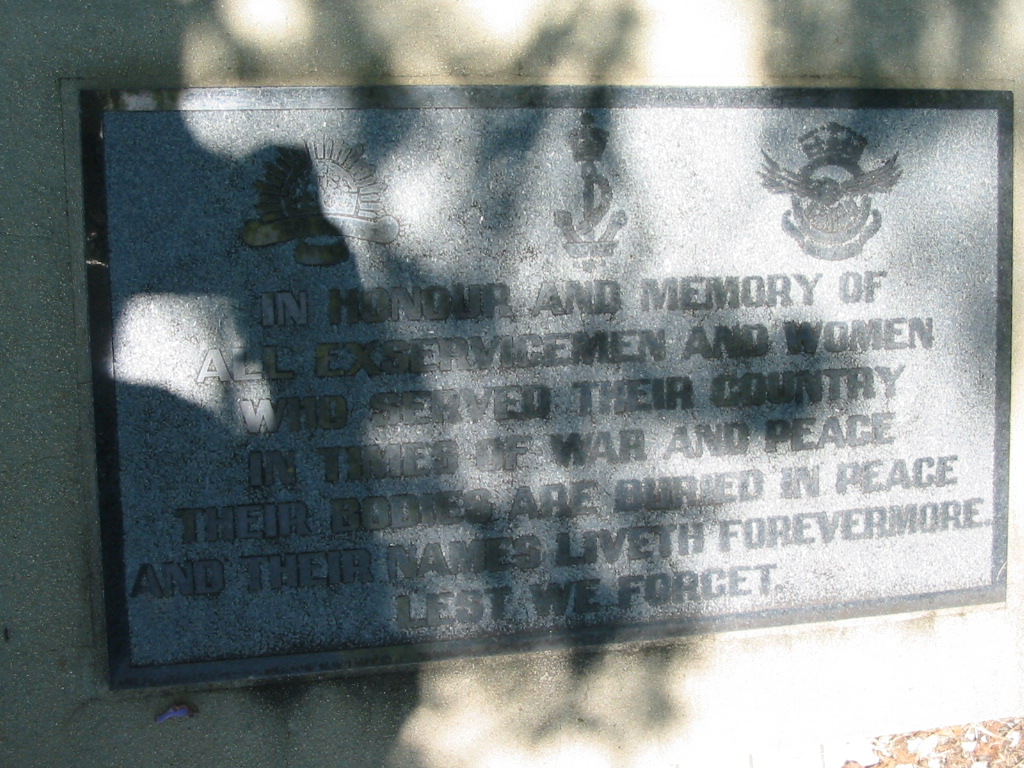 IN HONOUR AND MEMORY OF
ALL EXSERVICEMEN AND WOMEN
WHO SERVED THEIR COUNTRY
IN TIMES OF WAR AND PEACE
THEIR BODIES ARE BURIED IN PEACE
AND THEIR NAMES LIVETH FOREVERMORE.
LEST WE FORGET.